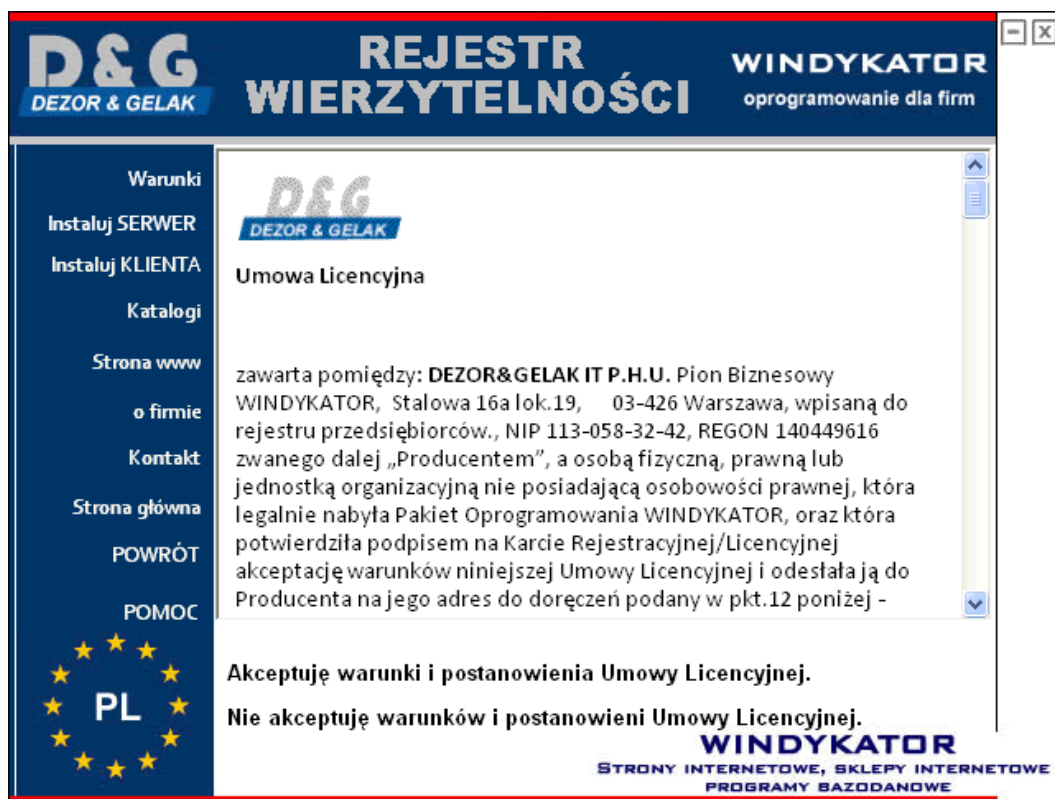 D&G
DEZOR & GELAK
REJESTR
WIERZYTELNOŚCI
WINDYKATOR
oprogramowanie dla firm
Warunki
Instaluj SERWER
Instaluj KLIENTA
Katalogi
Strona www
o firmie
Kontakt
Strona główna
POWRÓT
POMOC
PL
D&G
DEZOR & GELAK
Umowa Licencyjna
zawarta pomiędzy: DEZOR&GELAK IT P.H.U. Pion Biznesowy
WINDYKATOR, Stalowa 16a lok.19, 03-426 Warszawa, wpisaną do
rejestru przedsiębiorców., NIP 113-058-32-42, REGON 140449616
zwanego dalej „Producentem”, a osobą fizyczną, prawną lub
jednostką organizacyjną nie posiadającą osobowości prawnej, która
legalnie nabyła Pakiet Oprogramowania WINDYKATOR, oraz która
potwierdziła podpisem na Karcie Rejestracyjnej/Licencyjnej
akceptację warunków niniejszej Umowy Licencyjnej i odesłała ją do
Producenta na jego adres do doręczeń podany w pkt.12 poniżej -
Akceptuję warunki i postanowienia Umowy Licencyjnej.
Nie akceptuję warunków i postanowieni Umowy Licencyjnej.
WINDYKATOR
STRONY INTERNETOWE, SKLEPY INTERNETOWE
PROGRAMY BAZODANOWE